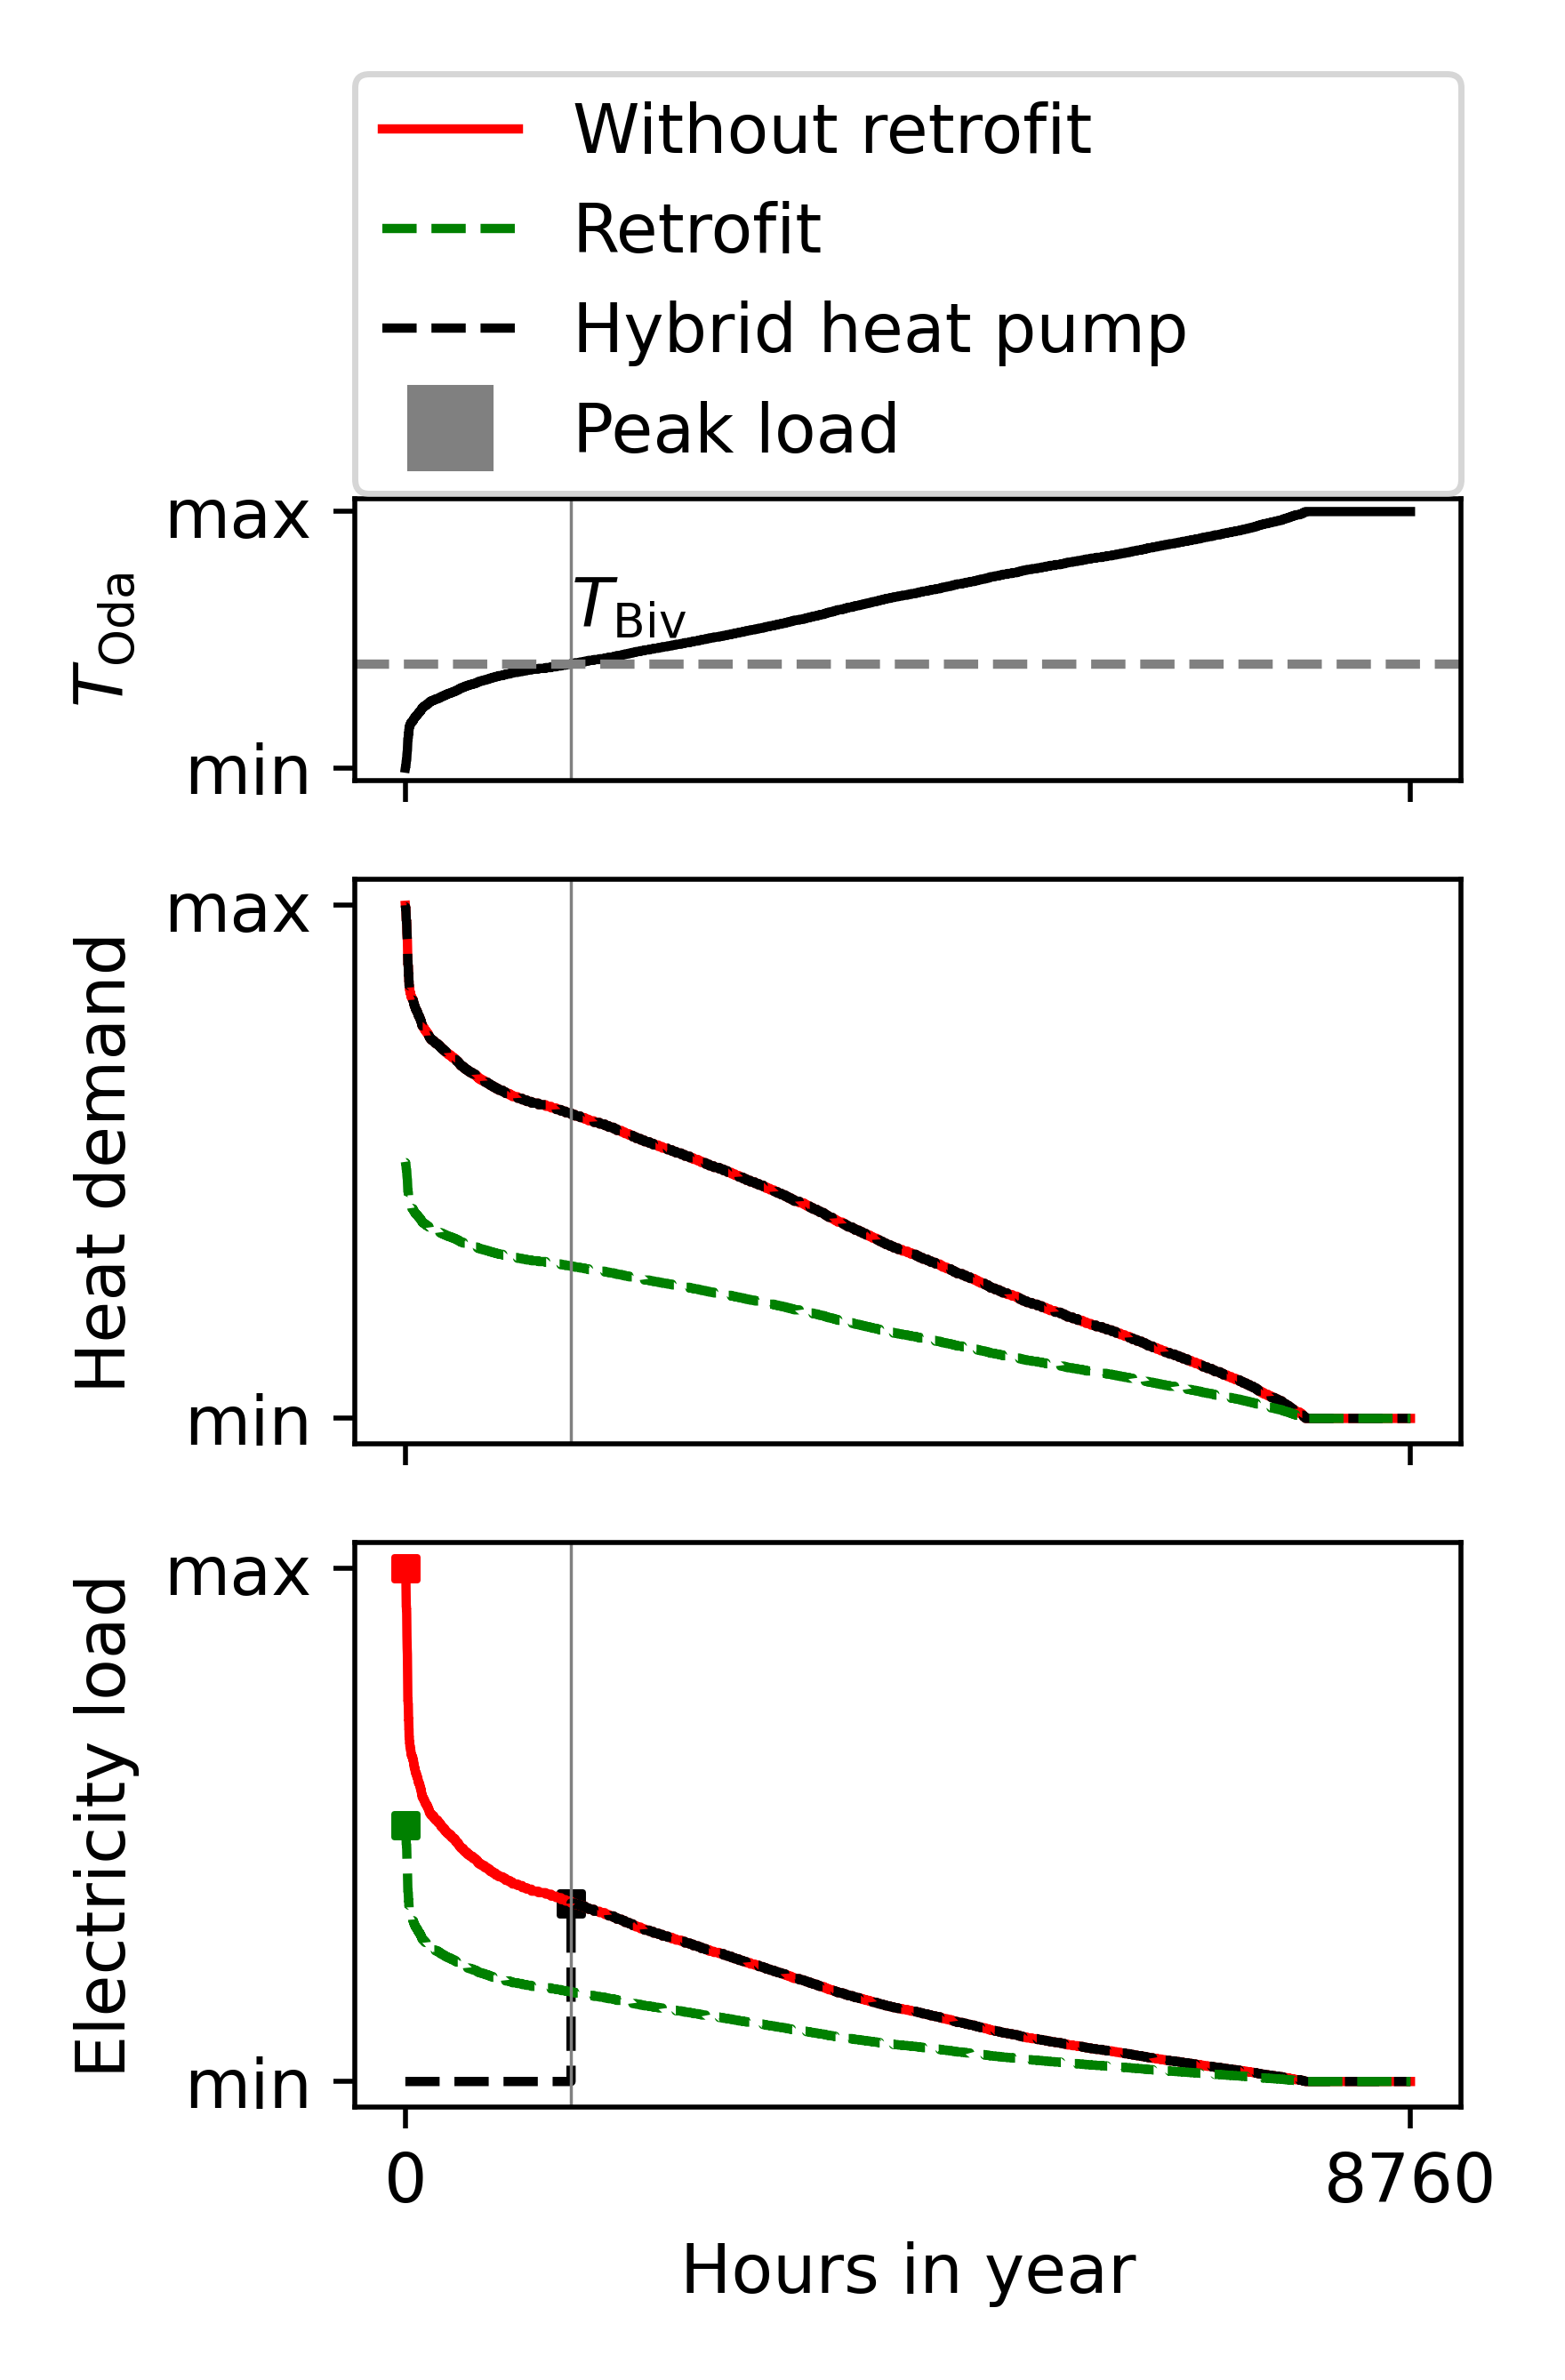 Without retrofit
Retrofit
Hybrid heat pump
Peak load
max
min
T_Oda
T_Biv
max
min
Heat demand
max
min
Electricity load
0
8760
Hours in year